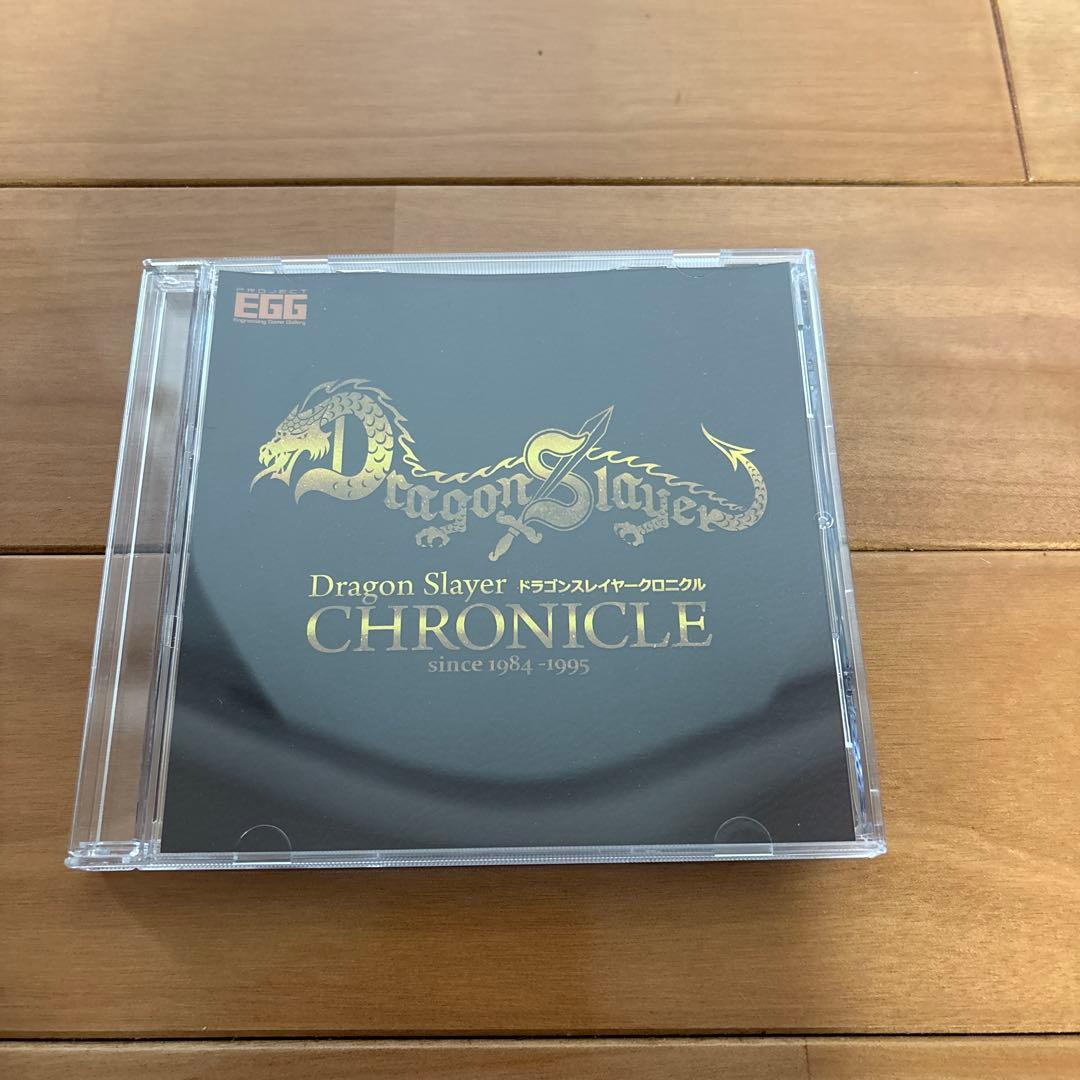 PROJECT
EGG
Engrossing Game Gallery
Dragon Slayer
Dragon Slayer ドラゴンスレイヤークロニクル
CHRONICLE
since 1984 -1995